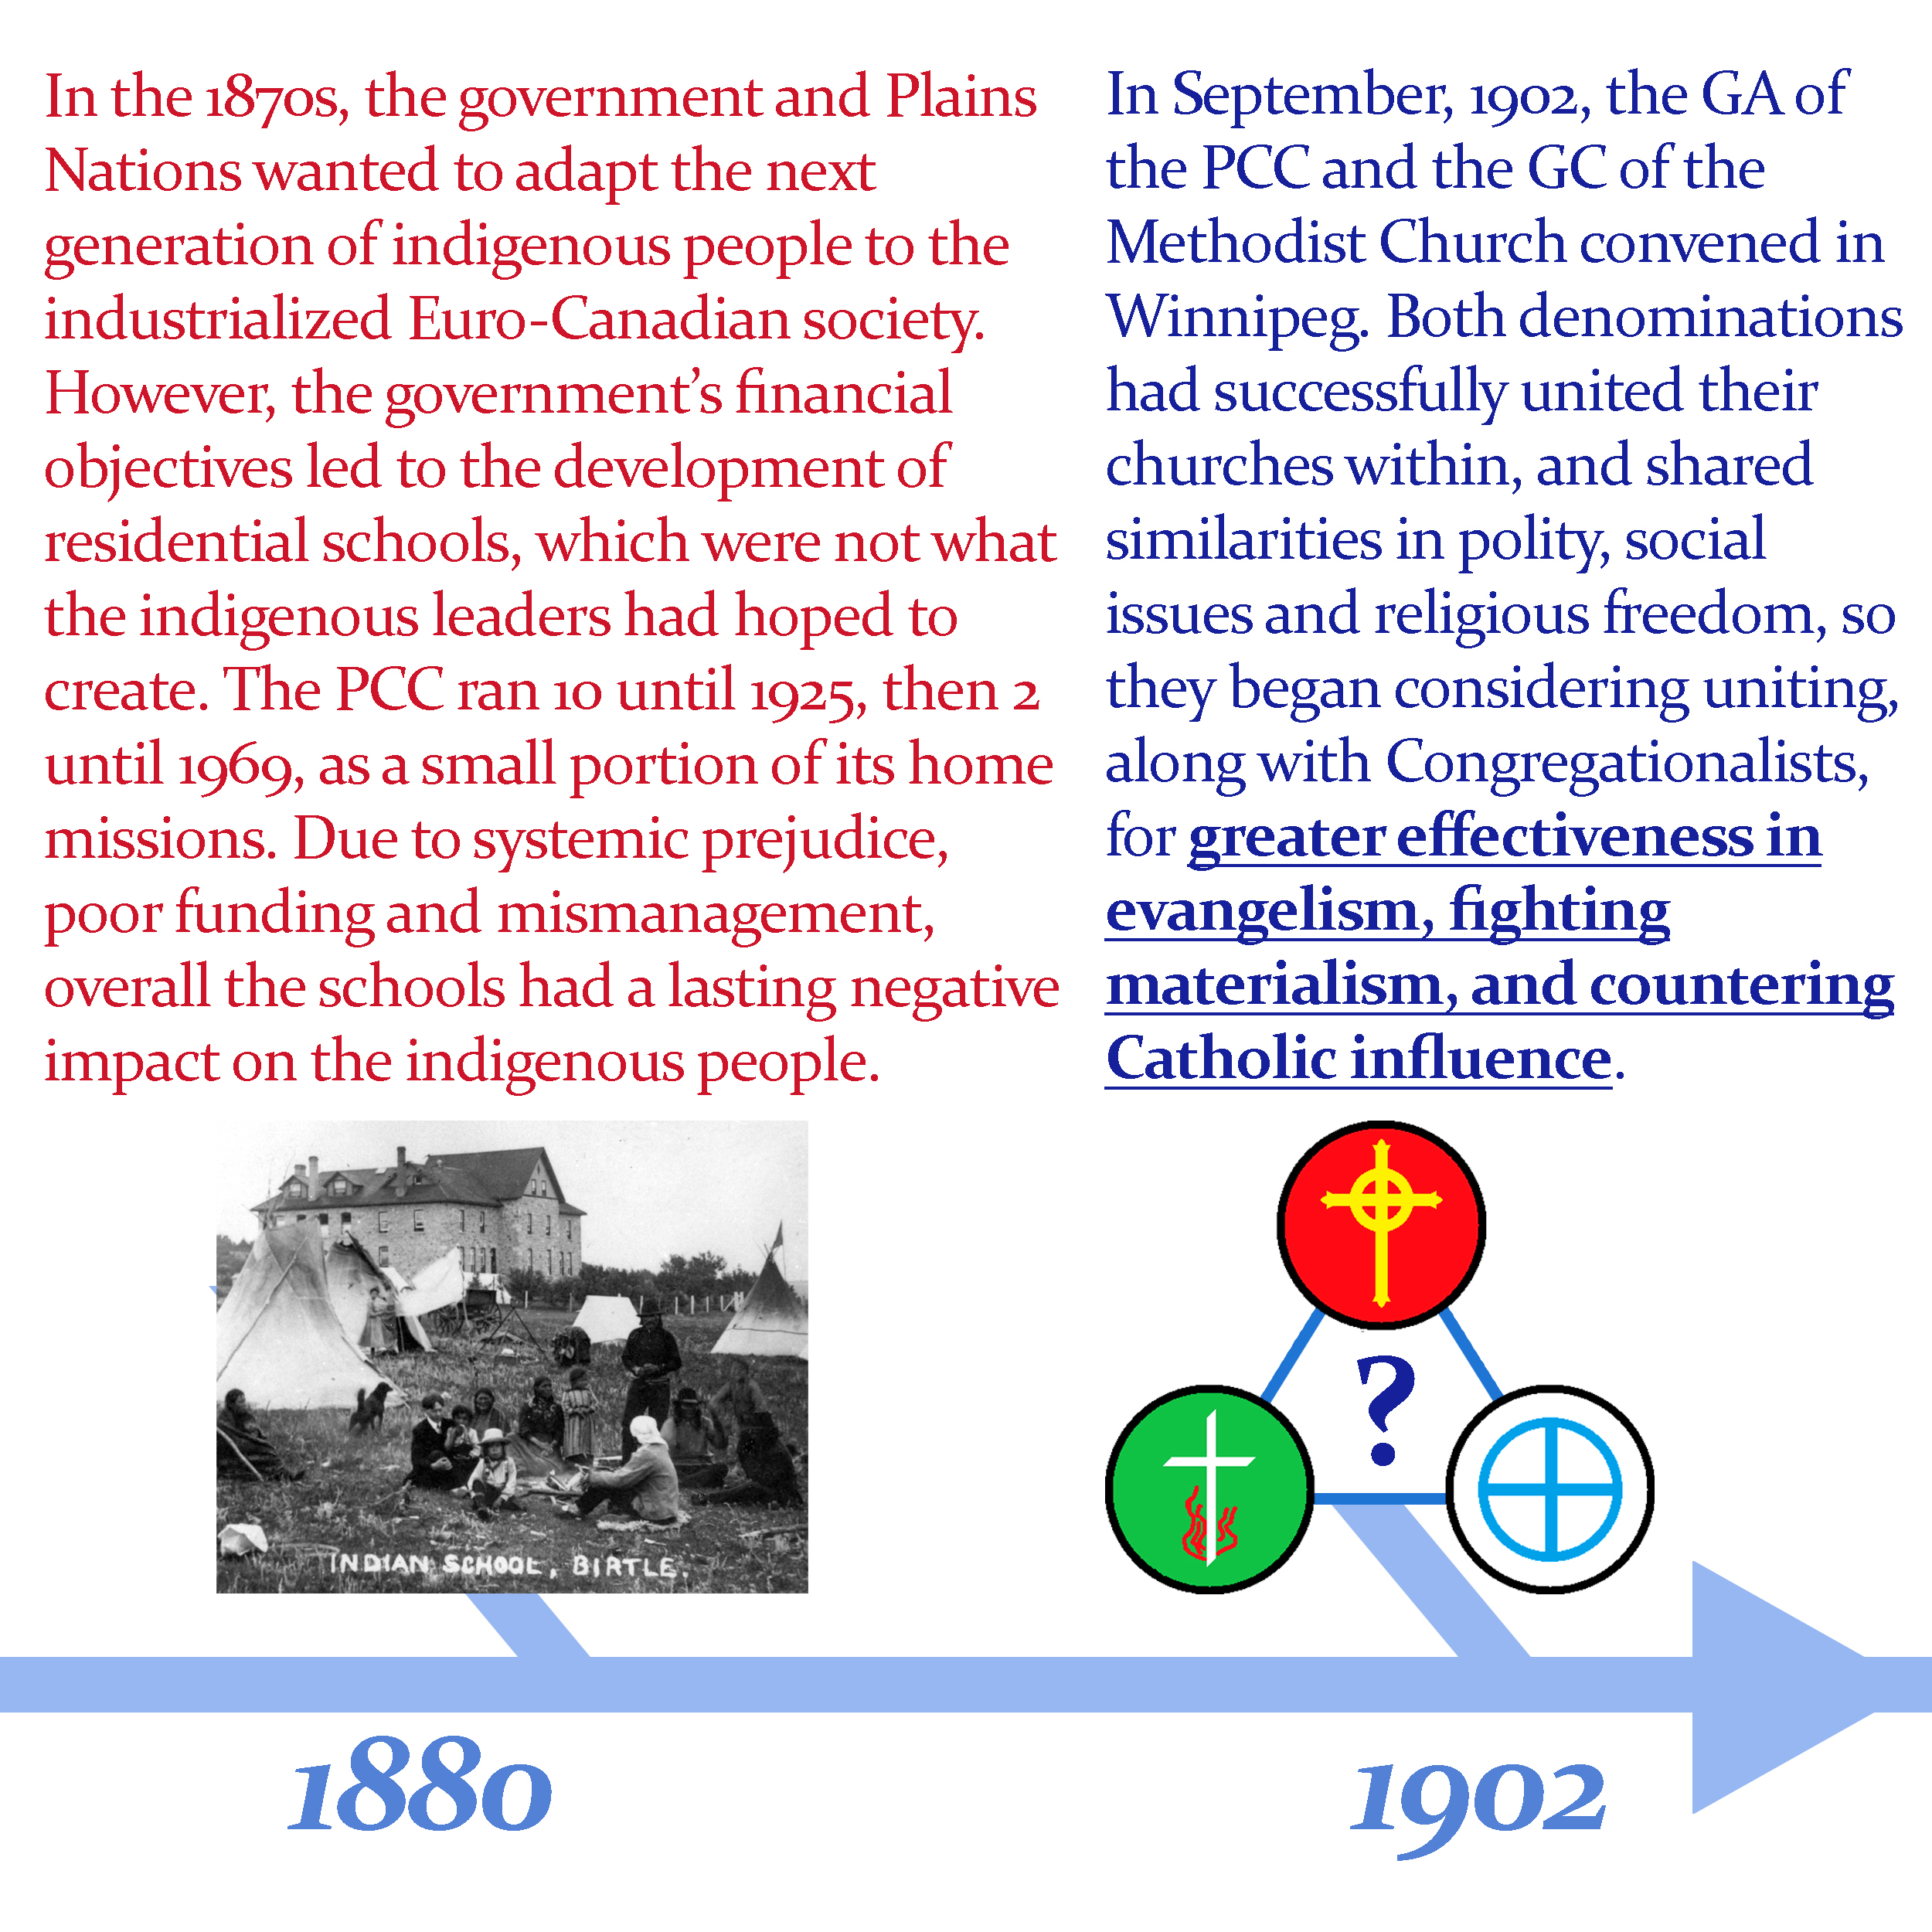 In the 1870s, the government and Plains
Nations wanted to adapt the next
generation of indigenous people to the
industrialized Euro-Canadian society.
However, the government’s financial
objectives led to the development of
residential schools, which were not what
the indigenous leaders had hoped to
create. The PCC ran 10 until 1925, then 2
until 1969, as a small portion of its home
missions. Due to systemic prejudice,
poor funding and mismanagement,
overall the schools had a lasting negative
impact on the indigenous people.
INDIAN SCHOOL, BIRTLE.
1880
In September, 1902, the GA of
the PCC and the GC of the
Methodist Church convened in
Winnipeg. Both denominations
had successfully united their
churches within, and shared
similarities in polity, social
issues and religious freedom, so
they began considering uniting,
along with Congregationalists,
for greater effectiveness in
evangelism, fighting
materialism, and countering
Catholic influence.
?
1902